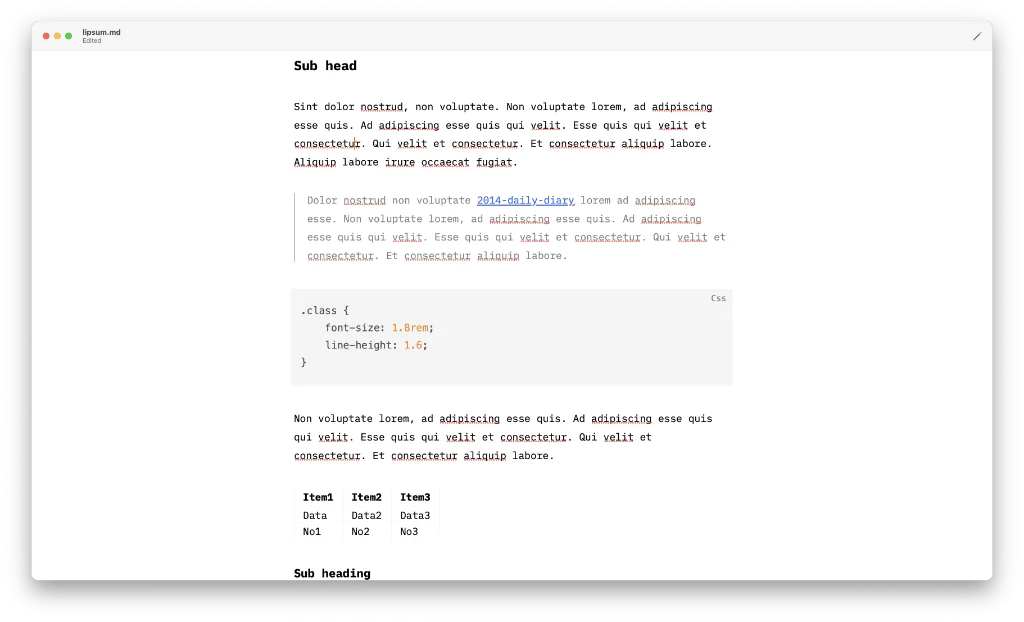 lipsum.md
Edited
Sub head
Sint dolor nostrud, non voluptate. Non voluptate lorem, ad adipiscing
esse quis. Ad adipiscing esse quis qui velit. Esse quis qui velit et
consectetur. Qui velit et consectetur. Et consectetur aliquip labore.
Aliquip labore irure occaecat fugiat.
Dolor nostrud non voluptate 2014-daily-diary lorem ad adipiscing
esse. Non voluptate lorem, ad adipiscing esse quis. Ad adipiscing
esse quis qui velit. Esse quis qui velit et consectetur. Qui velit et
consectetur. Et consectetur aliquip labore.
Css
.class {
    font-size: 1.8rem;
    line-height: 1.6;
}
Non voluptate lorem, ad adipiscing esse quis. Ad adipiscing esse quis
qui velit. Esse quis qui velit et consectetur. Qui velit et
consectetur. Et consectetur aliquip labore.
Item1 Item2 Item3
Data Data2 Data3
No1 No2 No3
Sub heading